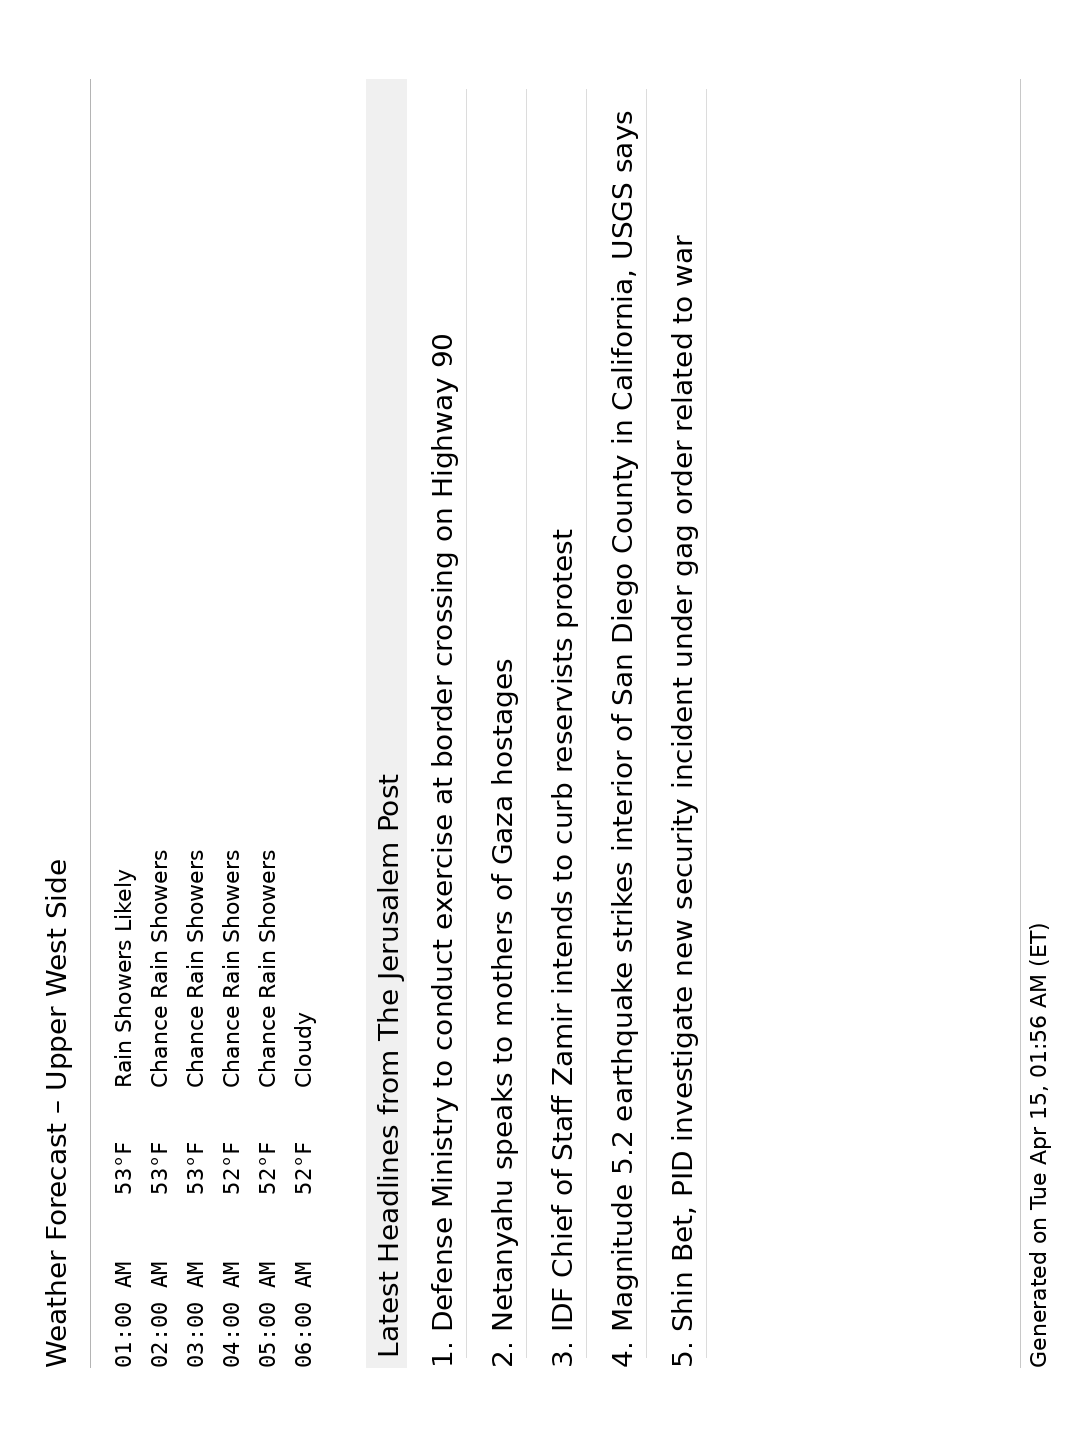 Weather Forecast – Upper West Side
01:00 AM 53°F Rain Showers Likely
02:00 AM 53°F Chance Rain Showers
03:00 AM 53°F Chance Rain Showers
04:00 AM 52°F Chance Rain Showers
05:00 AM 52°F Chance Rain Showers
06:00 AM 52°F Cloudy
Latest Headlines from The Jerusalem Post
1. Defense Ministry to conduct exercise at border crossing on Highway 90
2. Netanyahu speaks to mothers of Gaza hostages
3. IDF Chief of Staff Zamir intends to curb reservists protest
4. Magnitude 5.2 earthquake strikes interior of San Diego County in California, USGS says
5. Shin Bet, PID investigate new security incident under gag order related to war
Generated on Tue Apr 15, 01:56 AM (ET)